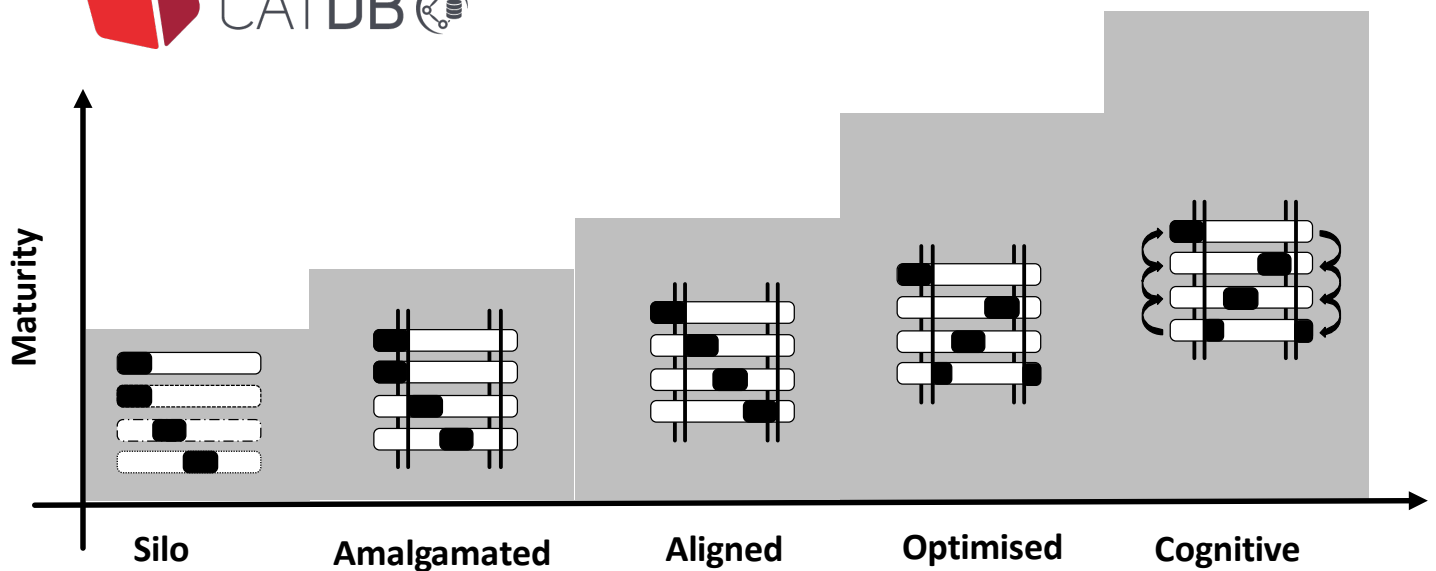 CATDB
Maturity
Silo
Amalgamated
Aligned
Optimised
Cognitive